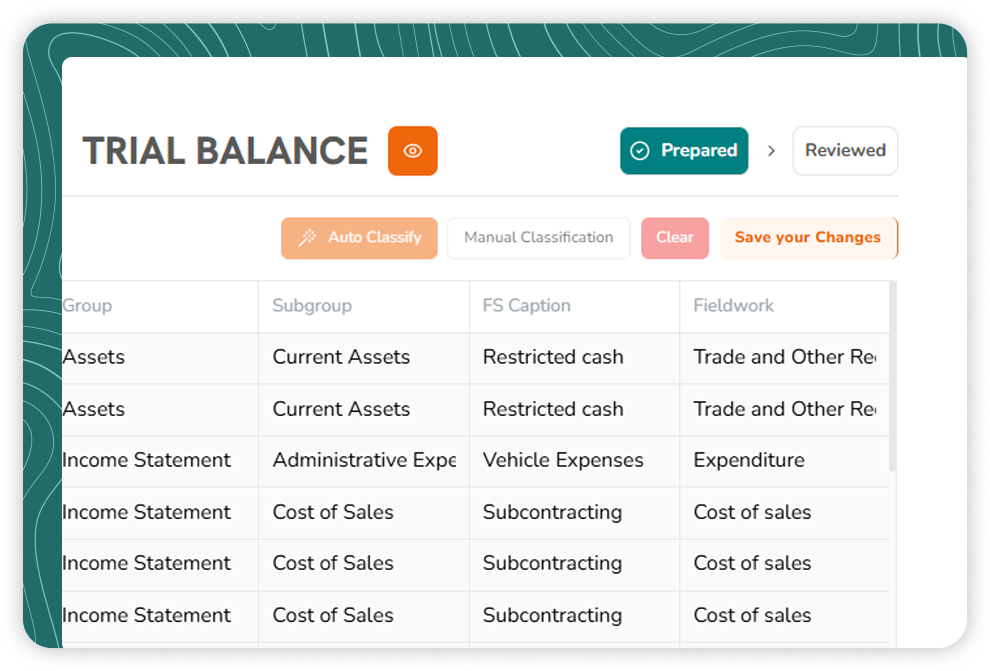 TRIAL BALANCE Prepared Reviewed
Auto Classify Manual Classification Clear Save your Changes
Group Subgroup FS Caption Fieldwork
Assets Current Assets Restricted cash Trade and Other
Assets Current Assets Restricted cash Trade and Other
Income Statement Administrative Expe Vehicle Expenses Expenditure
Income Statement Cost of Sales Subcontracting Cost of sales
Income Statement Cost of Sales Subcontracting Cost of sales
Income Statement Cost of Sales Subcontracting Cost of sales